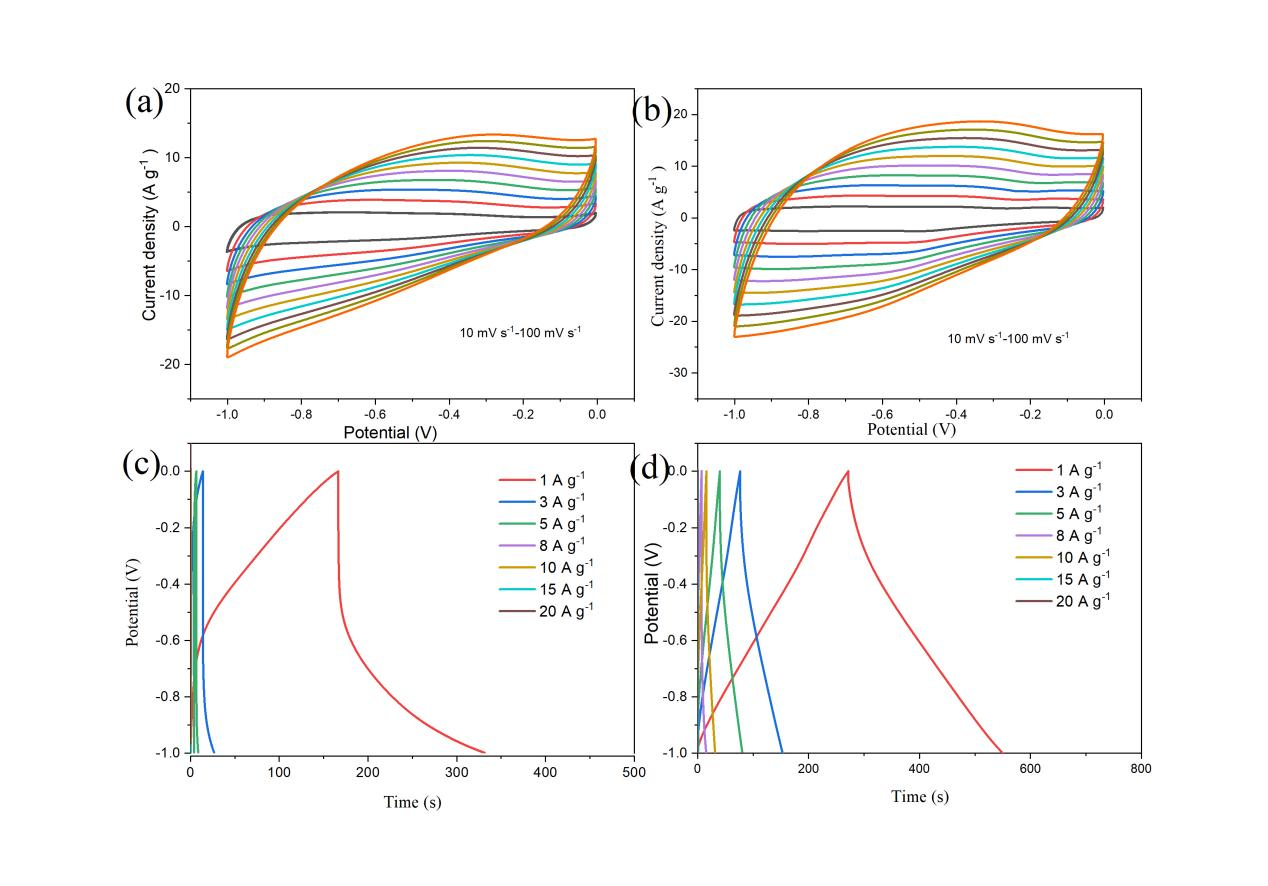 (a)
20
10
0
-10
-20
Current density (A g-1 )
10 mV s-1-100 mV s-1
-1.0 -0.8 -0.6 -0.4 -0.2 0.0
Potential (V)
(b)
20
10
0
-10
-20
-30
Current density (A g-1 )
10 mV s-1-100 mV s-1
-1.0 -0.8 -0.6 -0.4 -0.2 0.0
Potential (V)
(c)
0.0
-0.2
-0.4
-0.6
-0.8
-1.0
Potential (V)
1 A g-1
3 A g-1
5 A g-1
8 A g-1
10 A g-1
15 A g-1
20 A g-1
0 100 200 300 400 500
Time (s)
(d)
0.0
-0.2
-0.4
-0.6
-0.8
-1.0
Potential (V)
1 A g-1
3 A g-1
5 A g-1
8 A g-1
10 A g-1
15 A g-1
20 A g-1
0 200 400 600 800
Time (s)